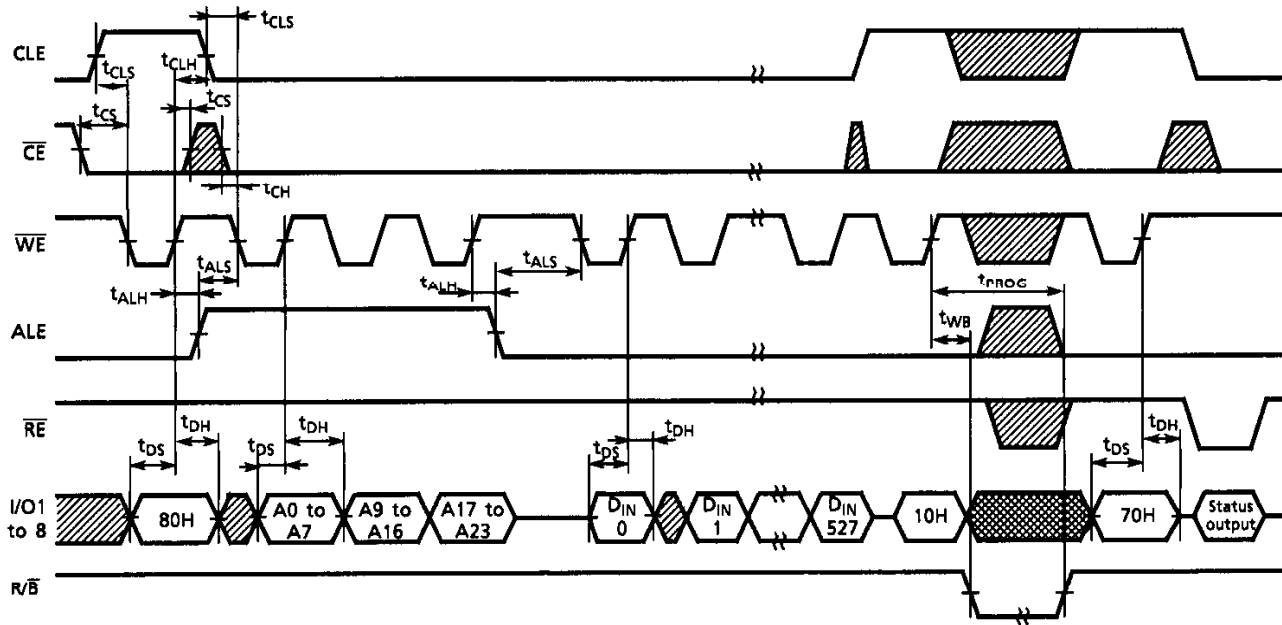 tCLS
CLE
tCLS
tCLH
tCS
tCS
CE
tCH
WE
tALS
tALH
tALH
tALS
tPROG
tWB
ALE
RE
tDS
tDH
tDS
tDH
tDS
tDH
tDS
tDH
I/O1
to 8
80H
A0 to
A7
A9 to
A16
A17 to
A23
DIN
0
DIN
1
DIN
527
10H
70H
Status
output
R/B